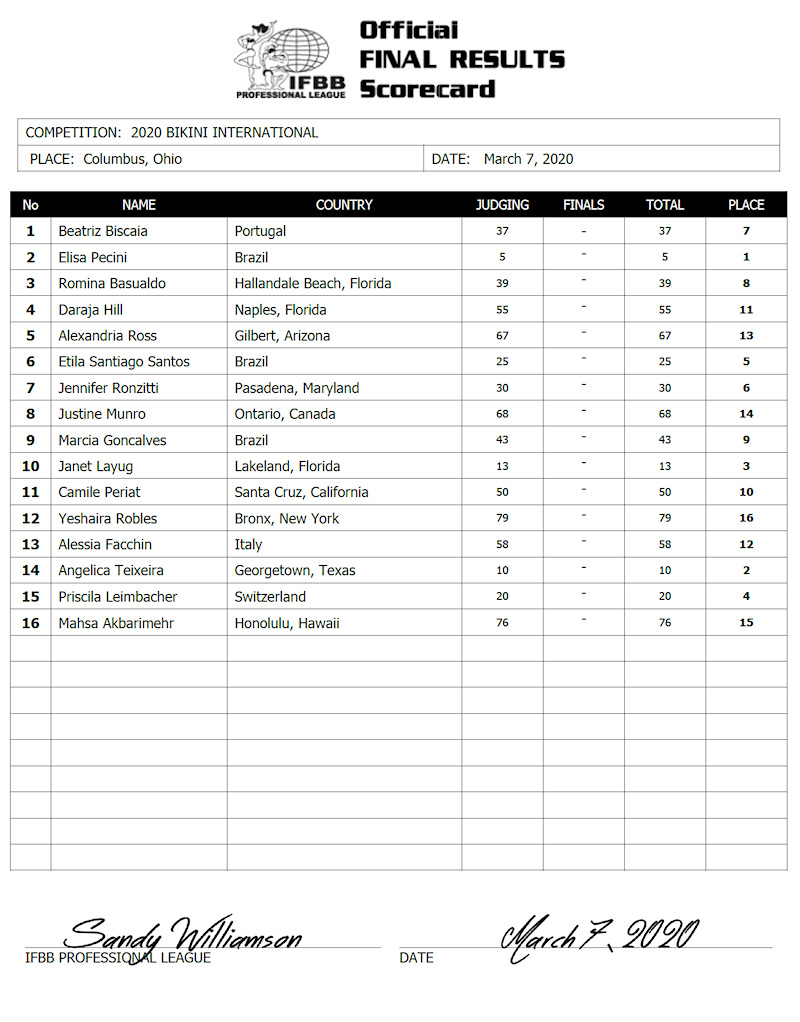 Official
FINAL RESULTS
Scorecard
IFBB
PROFESSIONAL LEAGUE
COMPETITION: 2020 BIKINI INTERNATIONAL
PLACE: Columbus, Ohio DATE: March 7, 2020
No NAME COUNTRY JUDGING FINALS TOTAL PLACE
1 Beatriz Biscaia Portugal 37 - 37 7
2 Elisa Pecini Brazil 5 - 5 1
3 Romina Basualdo Hallandale Beach, Florida 39 - 39 8
4 Daraja Hill Naples, Florida 55 - 55 11
5 Alexandria Ross Gilbert, Arizona 67 - 67 13
6 Etila Santiago Santos Brazil 25 - 25 5
7 Jennifer Ronzitti Pasadena, Maryland 30 - 30 6
8 Justine Munro Ontario, Canada 68 - 68 14
9 Marcia Goncalves Brazil 43 - 43 9
10 Janet Layug Lakeland, Florida 13 - 13 3
11 Camile Periat Santa Cruz, California 50 - 50 10
12 Yeshaira Robles Bronx, New York 79 - 79 16
13 Alessia Facchin Italy 58 - 58 12
14 Angelica Teixeira Georgetown, Texas 10 - 10 2
15 Priscila Leimbacher Switzerland 20 - 20 4
16 Mahsa Akbarimehr Honolulu, Hawaii 76 - 76 15
Sandy Williamson March 7, 2020
IFBB PROFESSIONAL LEAGUE DATE